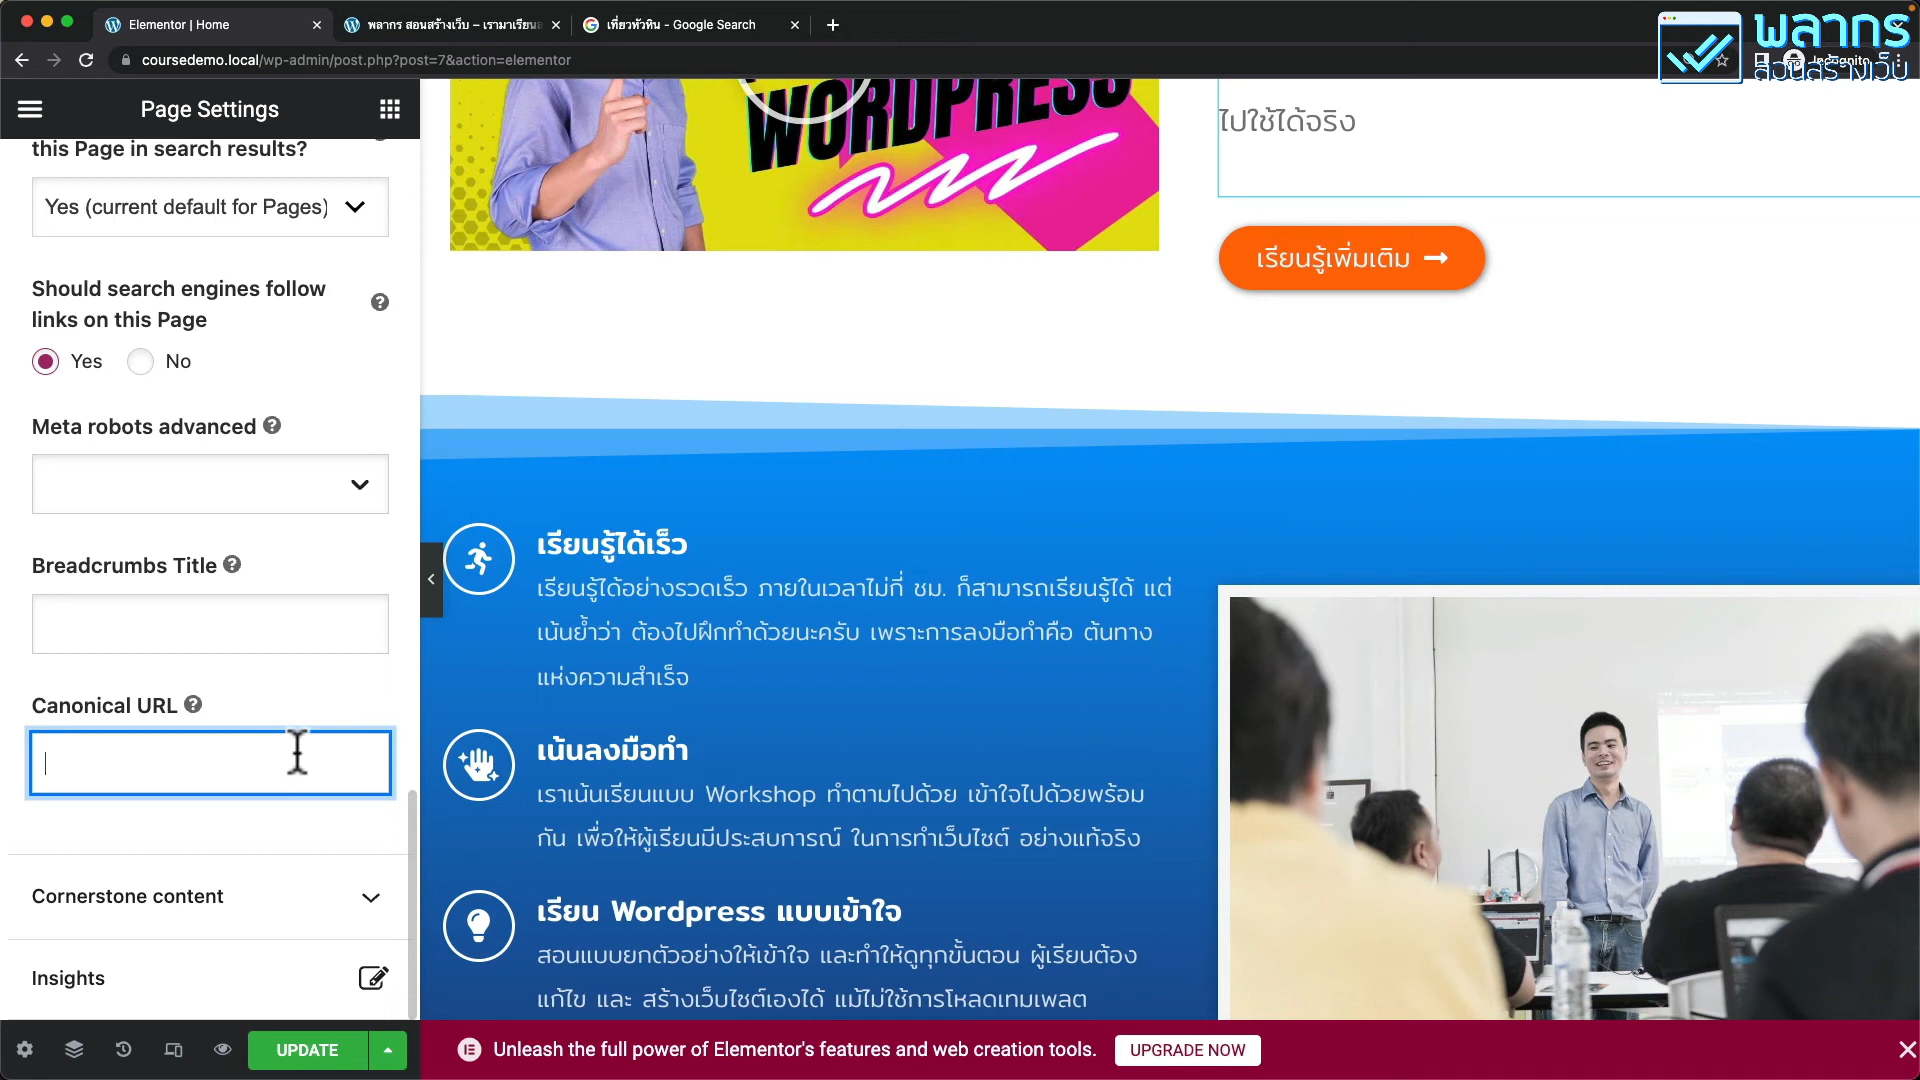 Elementor | Home
พลากร สอนสร้างเว็บ – เรามาเรียน
เที่ยวหัวหิน - Google Search
พลากร
สอนสร้างเว็บ
coursedemo.local/wp-admin/post.php?post=7&action=elementor
Incognito
Page Settings
this Page in search results?
Yes (current default for Pages)
Should search engines follow
links on this Page
Yes
No
Meta robots advanced
Breadcrumbs Title
Canonical URL
Cornerstone content
Insights
UPDATE
WORDPRESS
ไปใช้ได้จริง
เรียนรู้เพิ่มเติม
เรียนรู้ได้เร็ว
เรียนรู้ได้อย่างรวดเร็ว ภายในเวลาไม่กี่ ชม. ก็สามารถเรียนรู้ได้ แต่
เน้นย้ำว่า ต้องไปฝึกทำด้วยนะครับ เพราะการลงมือทำคือ ต้นทาง
แห่งความสำเร็จ
เน้นลงมือทำ
เราเน้นเรียนแบบ Workshop ทำตามไปด้วย เข้าใจไปด้วยพร้อม
กัน เพื่อให้ผู้เรียนมีประสบการณ์ ในการทำเว็บไซต์ อย่างแท้จริง
เรียน Wordpress แบบเข้าใจ
สอนแบบยกตัวอย่างให้เข้าใจ และทำให้ดูทุกขั้นตอน ผู้เรียนต้อง
แก้ไข และ สร้างเว็บไซต์เองได้ แม้ไม่ใช้การโหลดเทมเพลต
Unleash the full power of Elementor's features and web creation tools.
UPGRADE NOW